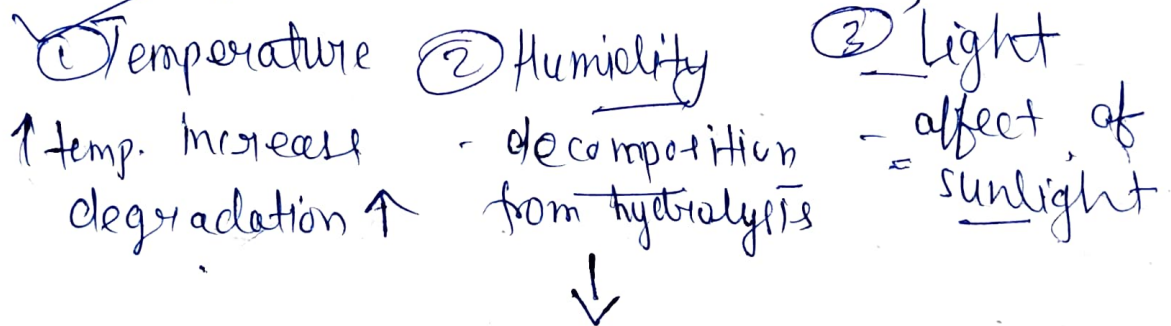 ① Temperature ② Humidity ③ Light
↑ temp. increase - decomposition - affect of
degradation ↑ from hydrolysis = sunlight
↓